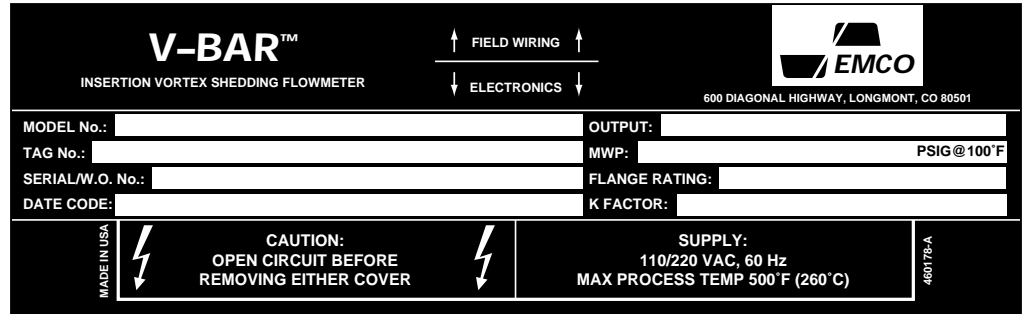 V–BAR™
INSERTION VORTEX SHEDDING FLOWMETER
FIELD WIRING
ELECTRONICS
EMCO
600 DIAGONAL HIGHWAY, LONGMONT, CO 80501
MODEL No.:
TAG No.:
SERIAL/W.O. No.:
DATE CODE:
OUTPUT:
MWP: PSIG@100˚F
FLANGE RATING:
K FACTOR:
MADE IN USA
CAUTION:
OPEN CIRCUIT BEFORE
REMOVING EITHER COVER
SUPPLY:
110/220 VAC, 60 Hz
MAX PROCESS TEMP 500˚F (260˚C)
460178-A